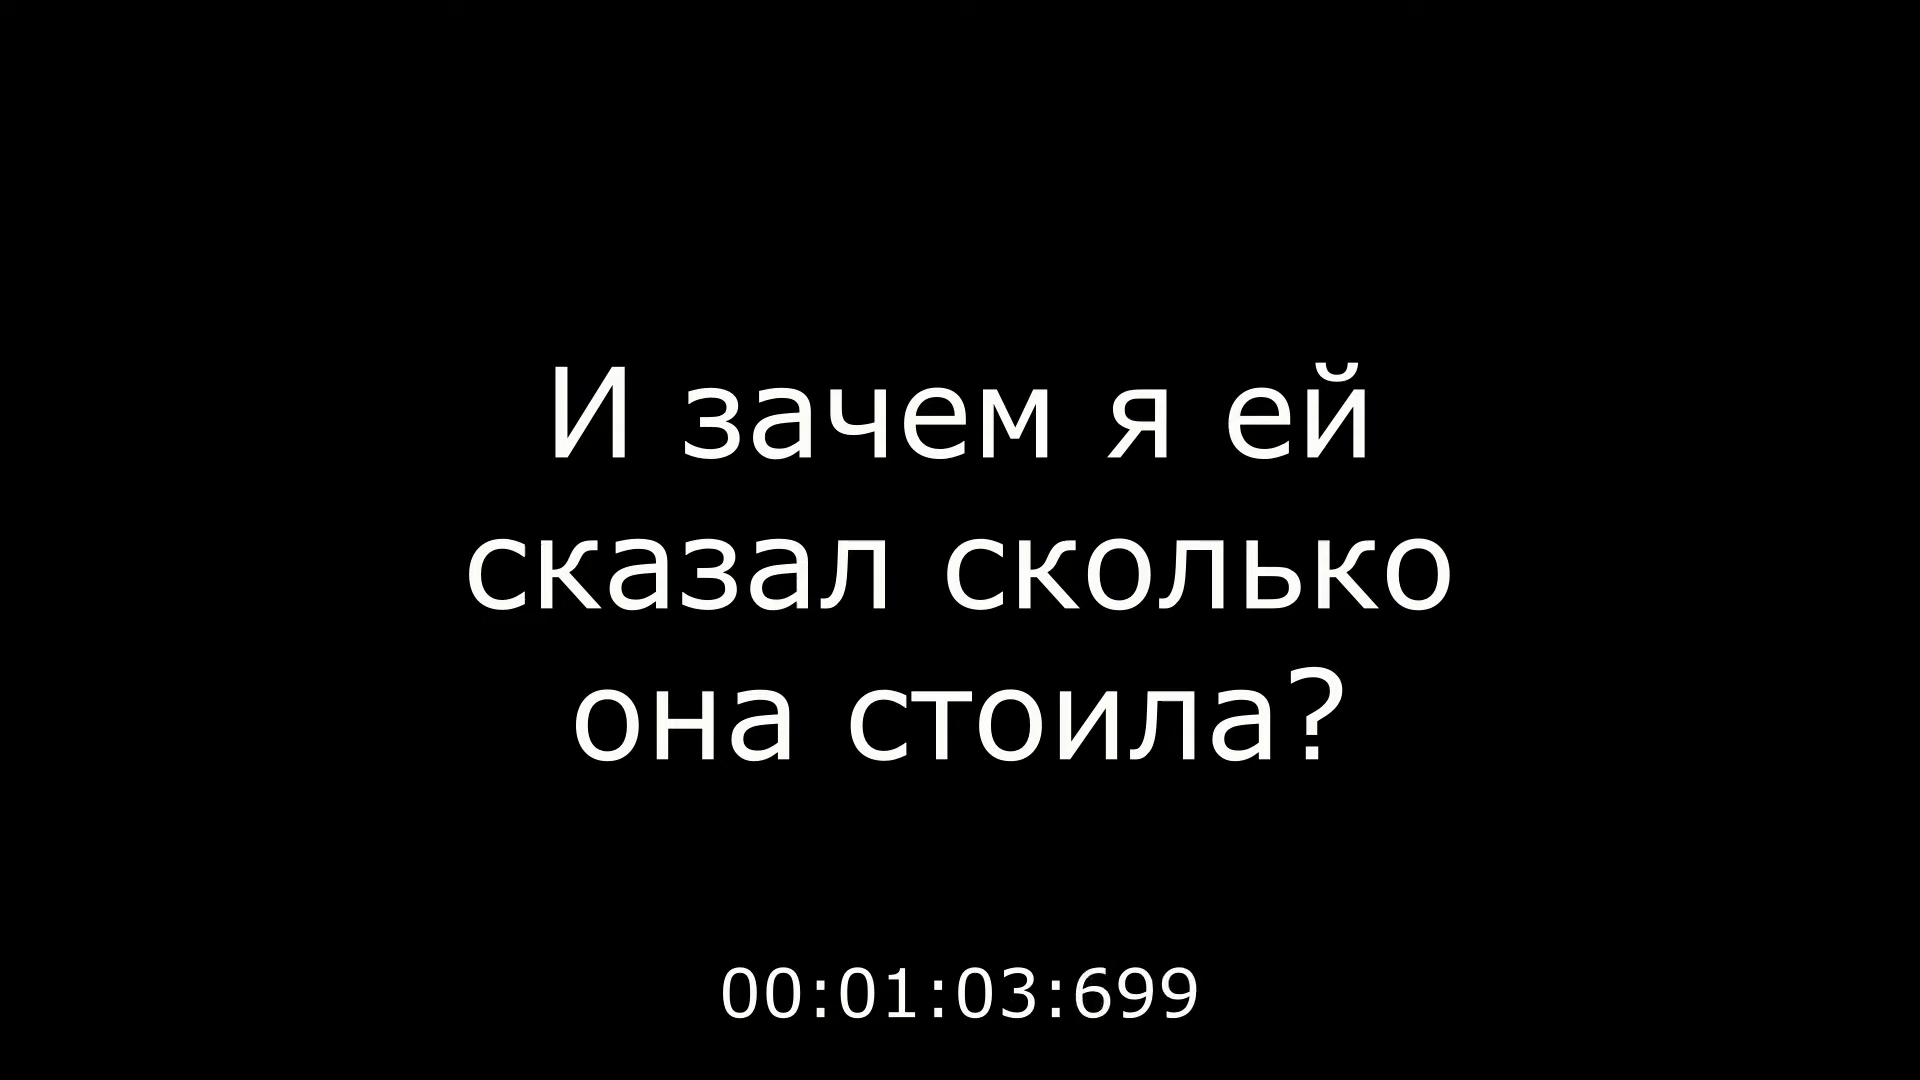 И зачем я ей
сказал сколько
она стоила?
00:01:03:699